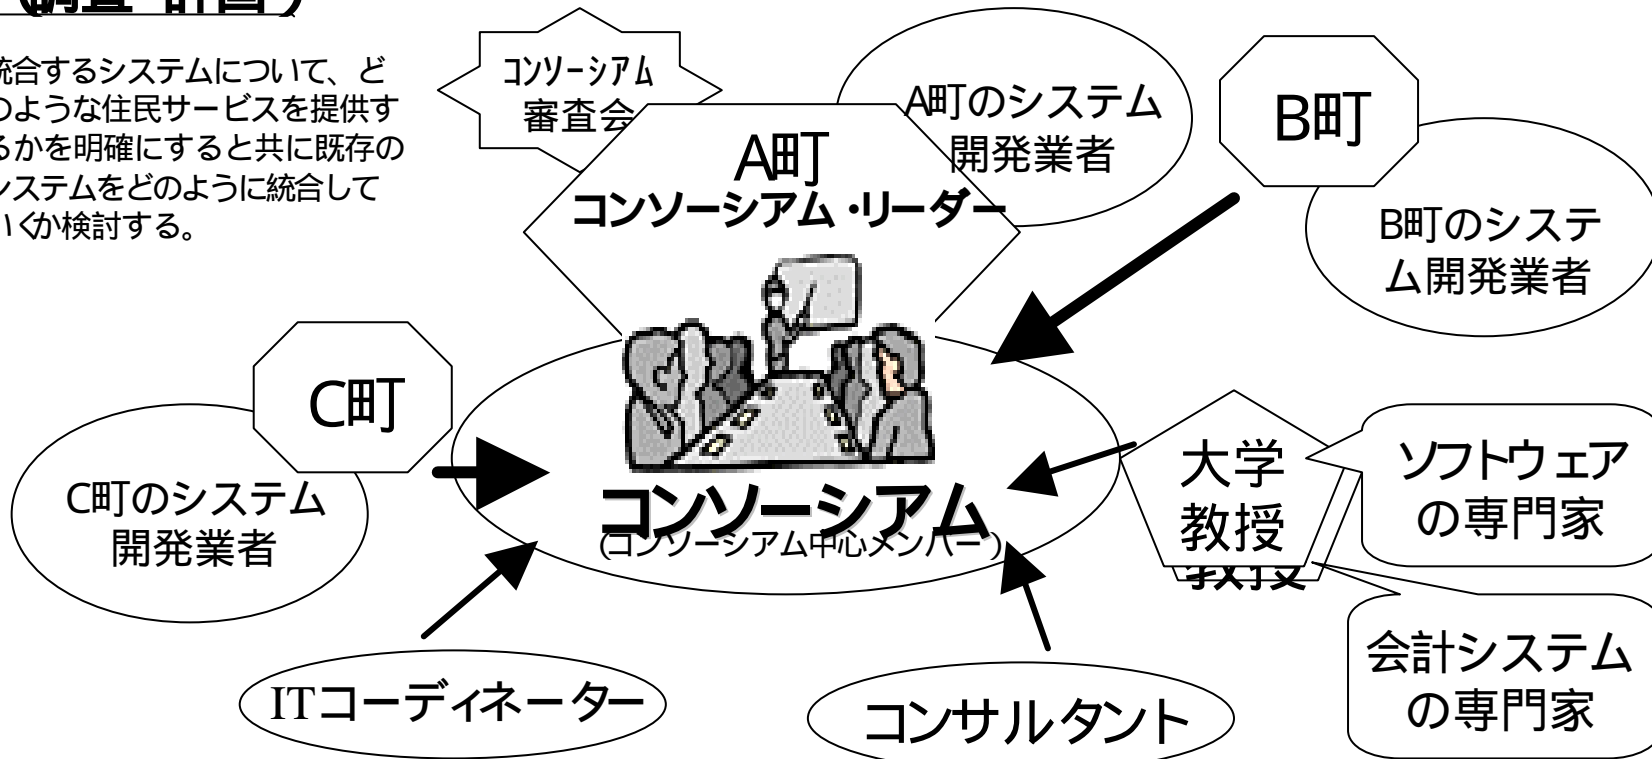 (調査・計画)
統合するシステムについて、ど
のような住民サービスを提供す
るかを明確にすると共に既存の
システムをどのように統合して
いくか検討する。
コンソーシアム
審査会
A町
コンソーシアム・リーダー
A町のシステム
開発業者
B町
B町のシステ
ム開発業者
C町
C町のシステム
開発業者
コンソーシアム
(コンソーシアム中心メンバー)
大学
教授
教授
ソフトウェア
の専門家
会計システム
の専門家
ITコーディネーター
コンサルタント